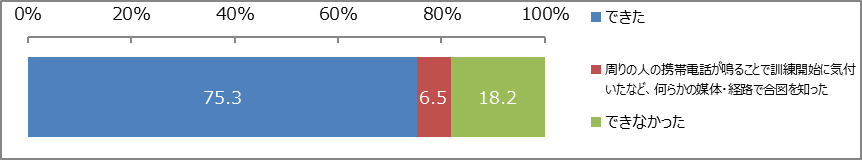 0% 20% 40% 60% 80% 100%
75.3 6.5 18.2
できた
周りの人の携帯電話が鳴ることで訓練開始に気付
いたなど、何らかの媒体・経路で合図を知った
できなかった